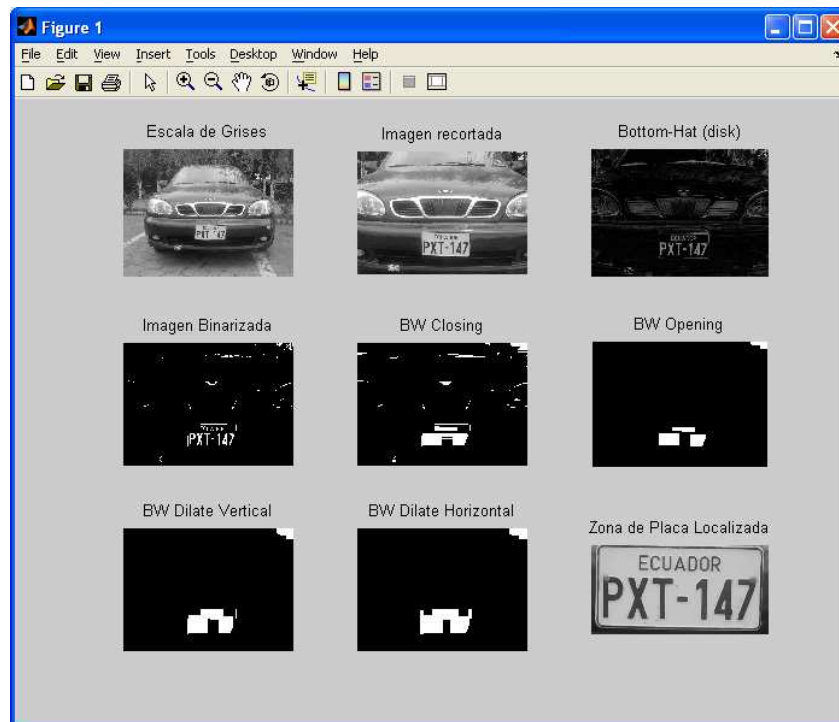 Figure 1
File Edit View Insert Tools Desktop Window Help
Escala de Grises
Imagen recortada
Bottom-Hat (disk)
PXT-147
ECUADOR
PXT-147
ECUADOR
PXT-147
Imagen Binarizada
BW Closing
BW Opening
PXT-147
BW Dilate Vertical
BW Dilate Horizontal
Zona de Placa Localizada
ECUADOR
PXT-147